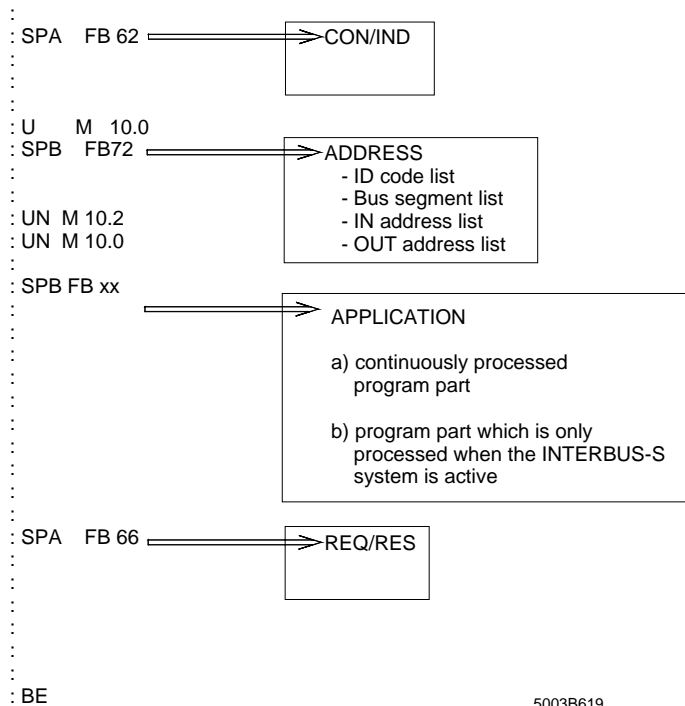 :
: SPA FB 62 CON/IND
:
:
:
: U M 10.0
: SPB FB72 ADDRESS
: - ID code list
: - Bus segment list
: UN M 10.2 - IN address list
: UN M 10.0 - OUT address list
:
: SPB FB xx
:
: APPLICATION
:
: a) continuously processed
: program part
:
: b) program part which is only
: processed when the INTERBUS-S
: system is active
:
:
: SPA FB 66 REQ/RES
:
:
:
:
:
:
: BE
5003B619